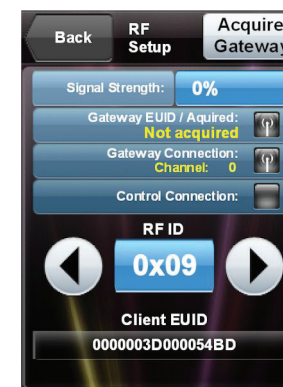 Back
RF
Setup
Acquire
Gateway
Signal Strength: 0%
Gateway EUID / Aquired:
Not acquired
Gateway Connection:
Channel: 0
Control Connection:
RF ID
0x09
Client EUID
0000003D000054BD